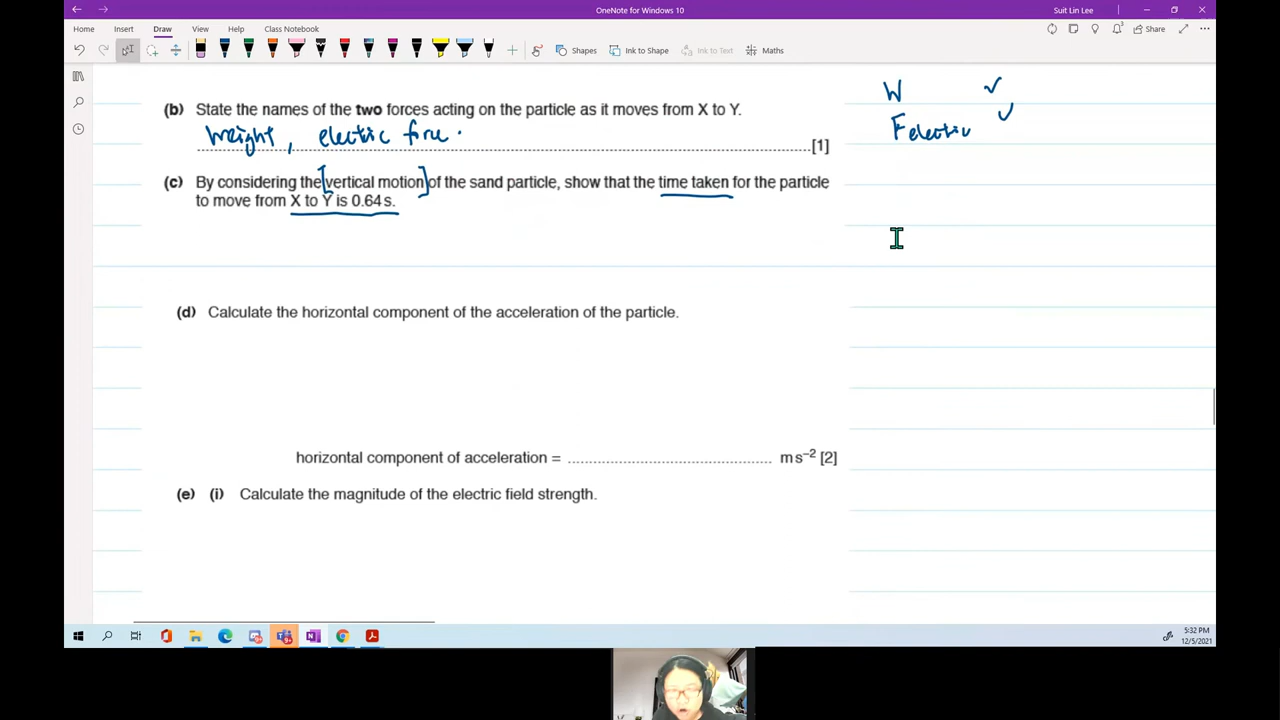 OneNote for Windows 10
Suit Lin Lee
Home Insert Draw View Help Class Notebook
Share
Shapes Ink to Shape Ink to Text Maths
(b) State the names of the two forces acting on the particle as it moves from X to Y.
weight, electric force.
[1]
(c) By considering the [vertical motion] of the sand particle, show that the time taken for the particle
to move from X to Y is 0.64 s.
W ✓
Felectric ✓
(d) Calculate the horizontal component of the acceleration of the particle.
horizontal component of acceleration = ........................................... m s⁻² [2]
(e) (i) Calculate the magnitude of the electric field strength.
5:32 PM
12/5/2021